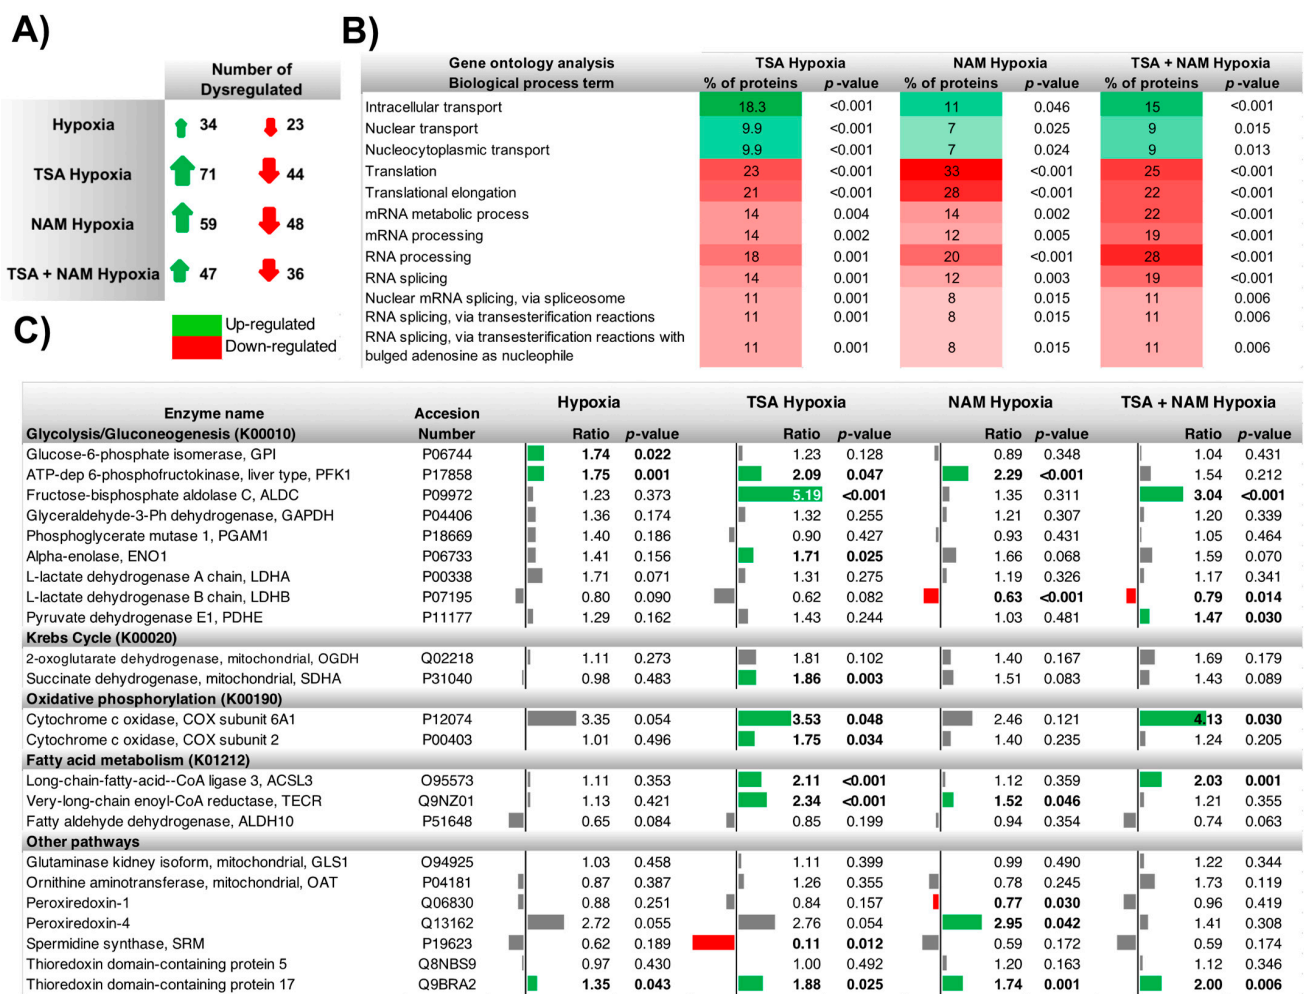 A)
Number of
Dysregulated
Hypoxia 34 23
TSA Hypoxia 71 44
NAM Hypoxia 59 48
TSA + NAM Hypoxia 47 36
Up-regulated
Down-regulated
B)
Gene ontology analysis TSA Hypoxia NAM Hypoxia TSA + NAM Hypoxia
Biological process term % of proteins p -value % of proteins p -value % of proteins p -value
Intracellular transport 18.3 <0.001 11 0.046 15 <0.001
Nuclear transport 9.9 <0.001 7 0.025 9 0.015
Nucleocytoplasmic transport 9.9 <0.001 7 0.024 9 0.013
Translation 23 <0.001 33 <0.001 25 <0.001
Translational elongation 21 <0.001 28 <0.001 22 <0.001
mRNA metabolic process 14 0.004 14 0.002 22 <0.001
mRNA processing 14 0.002 12 0.005 19 <0.001
RNA processing 18 0.001 20 <0.001 28 <0.001
RNA splicing 14 0.001 12 0.003 19 <0.001
Nuclear mRNA splicing, via spliceosome 11 0.001 8 0.015 11 0.006
RNA splicing, via transesterification reactions 11 0.001 8 0.015 11 0.006
RNA splicing, via transesterification reactions with
bulged adenosine as nucleophile 11 0.001 8 0.015 11 0.006
C)
Hypoxia TSA Hypoxia NAM Hypoxia TSA + NAM Hypoxia
Enzyme name Accesion
Glycolysis/Gluconeogenesis (K00010) Number Ratio p-value Ratio p-value Ratio p-value Ratio p-value
Glucose-6-phosphate isomerase, GPI P06744 1.74 0.022 1.23 0.128 0.89 0.348 1.04 0.431
ATP-dep 6-phosphofructokinase, liver type, PFK1 P17858 1.75 0.001 2.09 0.047 2.29 <0.001 1.54 0.212
Fructose-bisphosphate aldolase C, ALDC P09972 1.23 0.373 5.19 <0.001 1.35 0.311 3.04 <0.001
Glyceraldehyde-3-Ph dehydrogenase, GAPDH P04406 1.36 0.174 1.32 0.255 1.21 0.307 1.20 0.339
Phosphoglycerate mutase 1, PGAM1 P18669 1.40 0.186 0.90 0.427 0.93 0.431 1.05 0.464
Alpha-enolase, ENO1 P06733 1.41 0.156 1.71 0.025 1.66 0.068 1.59 0.070
L-lactate dehydrogenase A chain, LDHA P00338 1.71 0.071 1.31 0.275 1.19 0.326 1.17 0.341
L-lactate dehydrogenase B chain, LDHB P07195 0.80 0.090 0.62 0.082 0.63 <0.001 0.79 0.014
Pyruvate dehydrogenase E1, PDHE P11177 1.29 0.162 1.43 0.244 1.03 0.481 1.47 0.030
Krebs Cycle (K00020)
2-oxoglutarate dehydrogenase, mitochondrial, OGDH Q02218 1.11 0.273 1.81 0.102 1.40 0.167 1.69 0.179
Succinate dehydrogenase, mitochondrial, SDHA P31040 0.98 0.483 1.86 0.003 1.51 0.083 1.43 0.089
Oxidative phosphorylation (K00190)
Cytochrome c oxidase, COX subunit 6A1 P12074 3.35 0.054 3.53 0.048 2.46 0.121 4.13 0.030
Cytochrome c oxidase, COX subunit 2 P00403 1.01 0.496 1.75 0.034 1.40 0.235 1.24 0.205
Fatty acid metabolism (K01212)
Long-chain-fatty-acid--CoA ligase 3, ACSL3 O95573 1.11 0.353 2.11 <0.001 1.12 0.359 2.03 0.001
Very-long-chain enoyl-CoA reductase, TECR Q9NZ01 1.13 0.421 2.34 <0.001 1.52 0.046 1.21 0.355
Fatty aldehyde dehydrogenase, ALDH10 P51648 0.65 0.084 0.85 0.199 0.94 0.354 0.74 0.063
Other pathways
Glutaminase kidney isoform, mitochondrial, GLS1 O94925 1.03 0.458 1.11 0.399 0.99 0.490 1.22 0.344
Ornithine aminotransferase, mitochondrial, OAT P04181 0.87 0.387 1.26 0.355 0.78 0.245 1.73 0.119
Peroxiredoxin-1 Q06830 0.88 0.251 0.84 0.157 0.77 0.030 0.96 0.419
Peroxiredoxin-4 Q13162 2.72 0.055 2.76 0.054 2.95 0.042 1.41 0.308
Spermidine synthase, SRM P19623 0.62 0.189 0.11 0.012 0.59 0.172 0.59 0.174
Thioredoxin domain-containing protein 5 Q8NBS9 0.97 0.430 1.00 0.492 1.20 0.163 1.12 0.346
Thioredoxin domain-containing protein 17 Q9BRA2 1.35 0.043 1.88 0.025 1.74 0.001 2.00 0.006